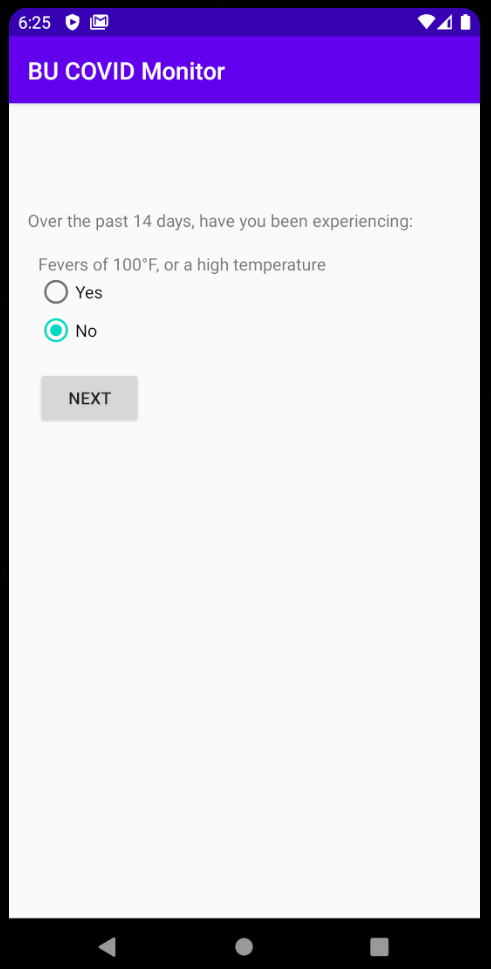 6:25
BU COVID Monitor
Over the past 14 days, have you been experiencing:
Fevers of 100°F, or a high temperature
Yes
No
NEXT